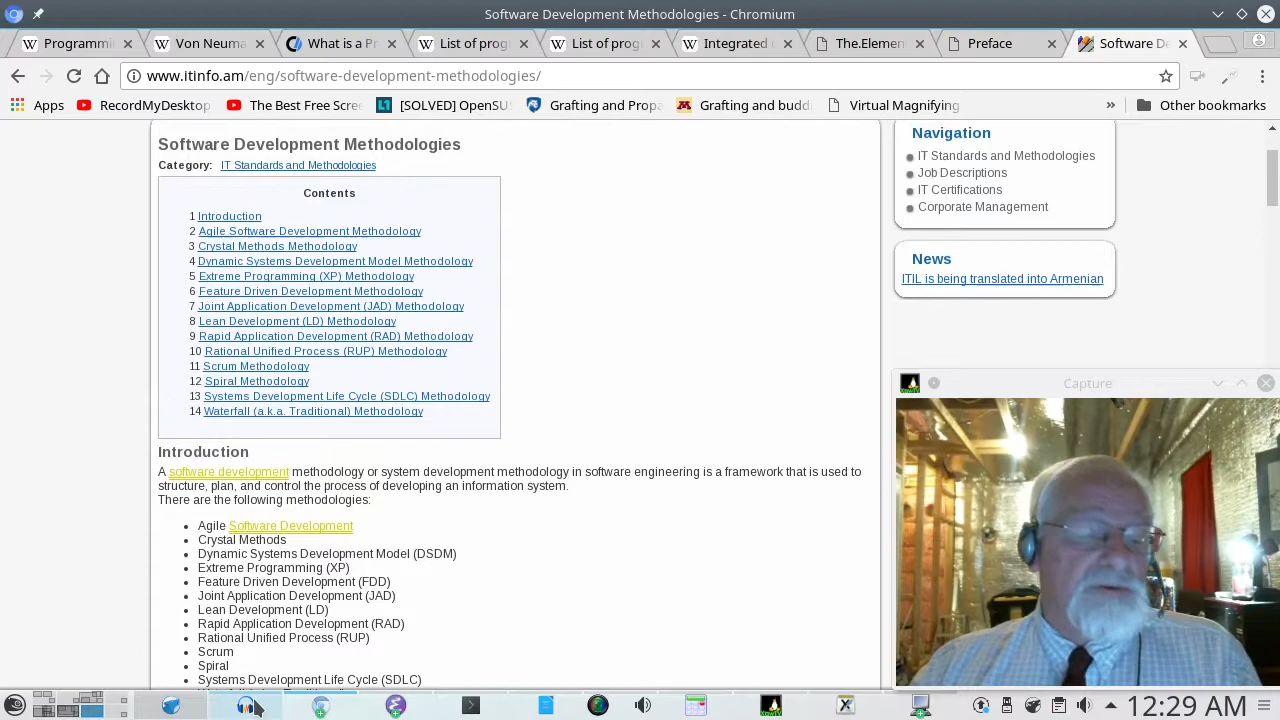 Software Development Methodologies - Chromium
Programmi
Von Neuma
What is a Pr
List of prog
List of prog
Integrated
The.Elemen
Preface
Software De
www.itinfo.am/eng/software-development-methodologies/
Apps
RecordMyDesktop
The Best Free Scre
[SOLVED] OpenSUS
Grafting and Propa
Grafting and buddi
Virtual Magnifying
»
Other bookmarks
Software Development Methodologies
Category: IT Standards and Methodologies
Contents
1 Introduction
2 Agile Software Development Methodology
3 Crystal Methods Methodology
4 Dynamic Systems Development Model Methodology
5 Extreme Programming (XP) Methodology
6 Feature Driven Development Methodology
7 Joint Application Development (JAD) Methodology
8 Lean Development (LD) Methodology
9 Rapid Application Development (RAD) Methodology
10 Rational Unified Process (RUP) Methodology
11 Scrum Methodology
12 Spiral Methodology
13 Systems Development Life Cycle (SDLC) Methodology
14 Waterfall (a.k.a. Traditional) Methodology
Introduction
A software development methodology or system development methodology in software engineering is a framework that is used to
structure, plan, and control the process of developing an information system.
There are the following methodologies:
Agile Software Development
Crystal Methods
Dynamic Systems Development Model (DSDM)
Extreme Programming (XP)
Feature Driven Development (FDD)
Joint Application Development (JAD)
Lean Development (LD)
Rapid Application Development (RAD)
Rational Unified Process (RUP)
Scrum
Spiral
Systems Development Life Cycle (SDLC)
Navigation
IT Standards and Methodologies
Job Descriptions
IT Certifications
Corporate Management
News
ITIL is being translated into Armenian
Capture
12:29 AM